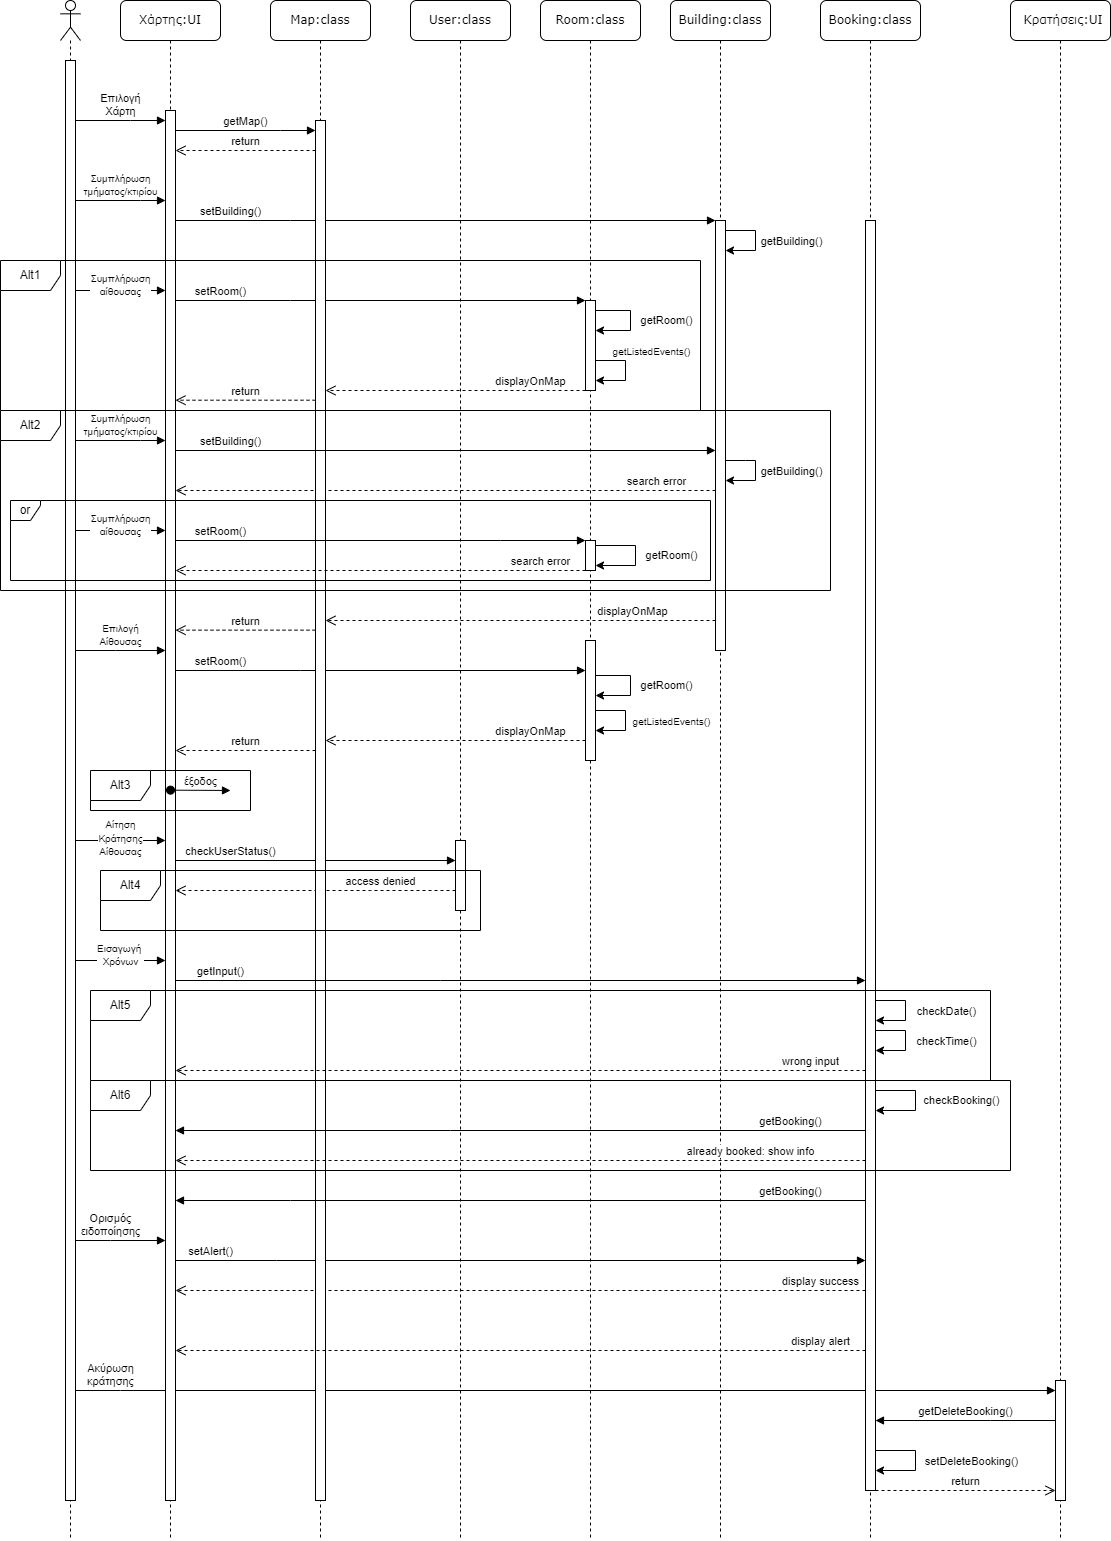 Χάρτης:UI
Map:class
User:class
Room:class
Building:class
Booking:class
Κρατήσεις:UI
Επιλογή
Χάρτη
getMap()
return
Συμπλήρωση
τμήματος/κτιρίου
setBuilding()
getBuilding()
Alt1
Συμπλήρωση
αίθουσας
setRoom()
getRoom()
getListedEvents()
displayOnMap
return
Alt2
Συμπλήρωση
τμήματος/κτιρίου
setBuilding()
getBuilding()
search error
or
Συμπλήρωση
αίθουσας
setRoom()
getRoom()
search error
displayOnMap
return
Επιλογή
Αίθουσας
setRoom()
getRoom()
getListedEvents()
displayOnMap
return
Alt3
έξοδος
Αίτηση
Κράτησης
Αίθουσας
checkUserStatus()
Alt4
access denied
Εισαγωγή
Χρόνων
getInput()
Alt5
checkDate()
checkTime()
wrong input
Alt6
checkBooking()
getBooking()
already booked: show info
getBooking()
Ορισμός
ειδοποίησης
setAlert()
display success
display alert
Ακύρωση
κράτησης
getDeleteBooking()
setDeleteBooking()
return